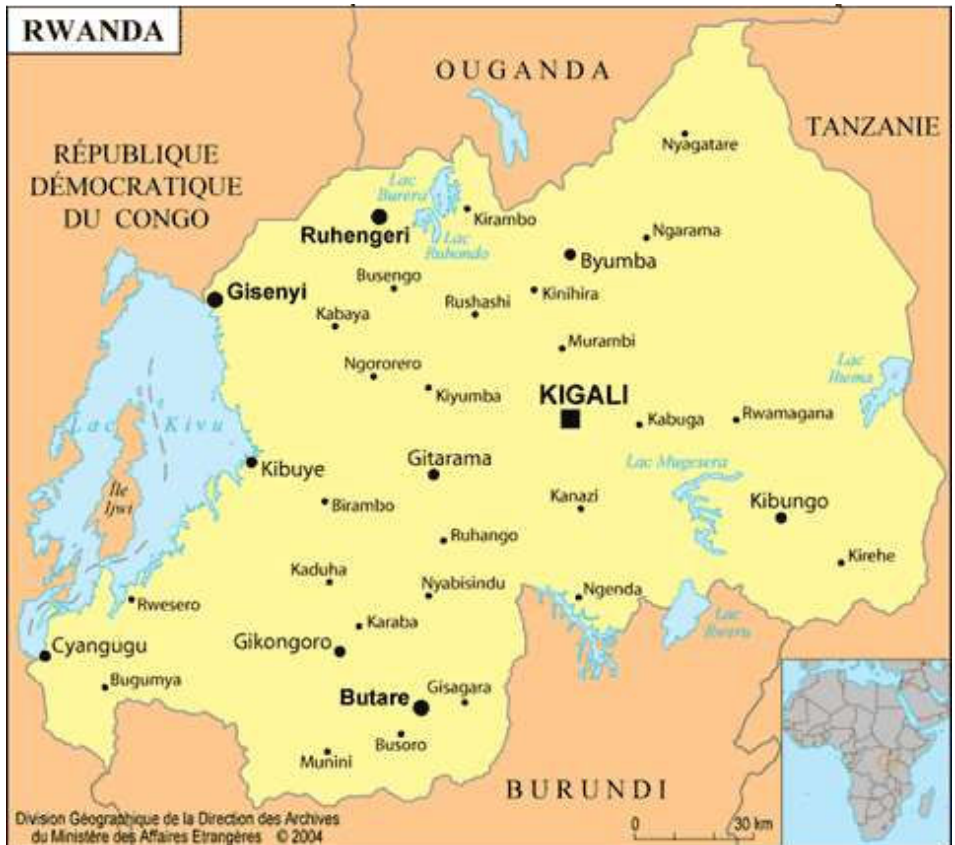 RWANDA
OUGANDA
TANZANIE
RÉPUBLIQUE
DÉMOCRATIQUE
DU CONGO
Nyagatare
Lac
Burera
Kirambo
Ruhengeri
Lac
Ruhondo
Ngarama
Byumba
Busengo
Gisenyi
Kinihira
Rushashi
Kabaya
Murambi
Ngororero
Kiyumba
Lac
Ihema
KIGALI
Kabuga
Rwamagana
Lac Kivu
Kibuye
Gitarama
Lac Mugesera
Île
Ijwi
Birambo
Kanazi
Kibungo
Ruhango
Kirehe
Kaduha
Nyabisindu
Ngenda
Rwesero
Lac
Rweru
Karaba
Cyangugu
Gikongoro
Bugumya
Butare
Gisagara
Busoro
Munini
BURUNDI
Division Géographique de la Direction des Archives
du Ministère des Affaires Etrangères © 2004
0 30 km